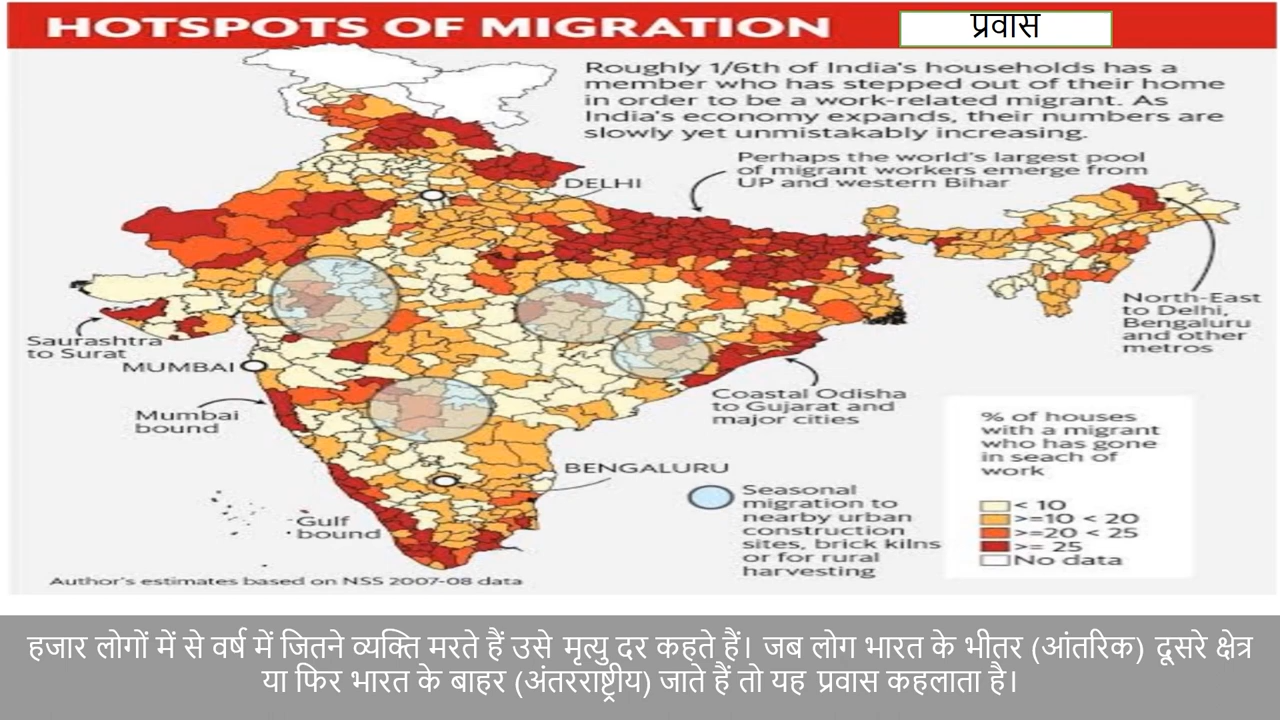 HOTSPOTS OF MIGRATION
प्रवास
Roughly 1/6th of India's households has a
member who has stepped out of their home
in order to be a work-related migrant. As
India's economy expands, their numbers are
slowly yet unmistakably increasing.
Perhaps the world's largest pool
of migrant workers emerge from
UP and western Bihar
DELHI
North-East
to Delhi,
Bengaluru
and other
metros
Saurashtra
to Surat
MUMBAI
Mumbai
bound
Coastal Odisha
to Gujarat and
major cities
BENGALURU
Gulf
bound
Seasonal
migration to
nearby urban
construction
sites, brick kilns
or for rural
harvesting
% of houses
with a migrant
who has gone
in seach of
work
< 10
>=10 < 20
>=20 < 25
>= 25
No data
Author's estimates based on NSS 2007-08 data
हजार लोगों में से वर्ष में जितने व्यक्ति मरते हैं उसे मृत्यु दर कहते हैं। जब लोग भारत के भीतर (आंतरिक) दूसरे क्षेत्र
या फिर भारत के बाहर (अंतरराष्ट्रीय) जाते हैं तो यह प्रवास कहलाता है।